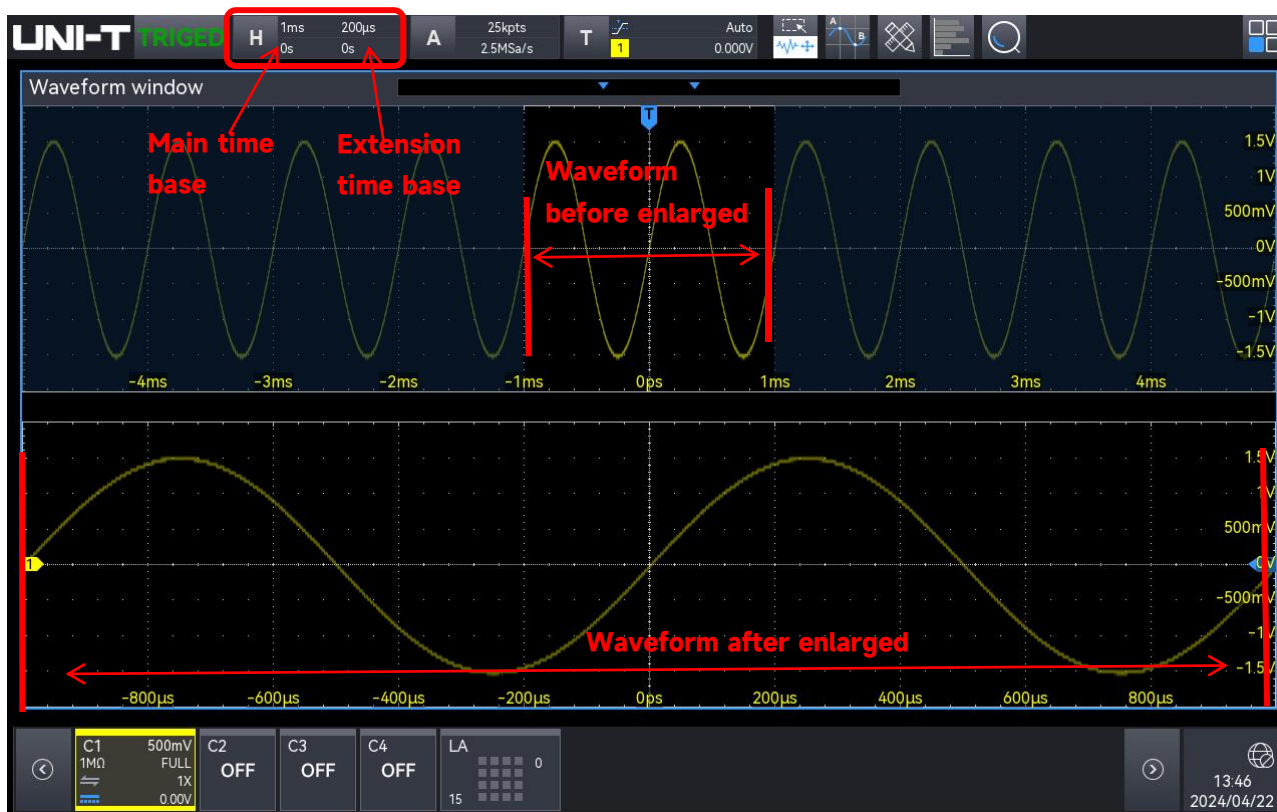 UNI-T TRIGED H 1ms 200µs A 25kpts T Auto
0s 0s 2.5MSa/s 1 0.000V
A B
Waveform window
T
Main time base
Extension time base
Waveform before enlarged
1.5V
1V
500mV
0V
-500mV
-1V
-1.5V
-4ms -3ms -2ms -1ms 0ps 1ms 2ms 3ms 4ms
1.5V
1V
500mV
1 0V
-500mV
-1V
Waveform after enlarged
-1.5V
-800µs -600µs -400µs -200µs 0ps 200µs 400µs 600µs 800µs
C1 500mV C2 C3 C4 LA
1MΩ FULL OFF OFF OFF 0
1X
0.00V 15
13:46
2024/04/22